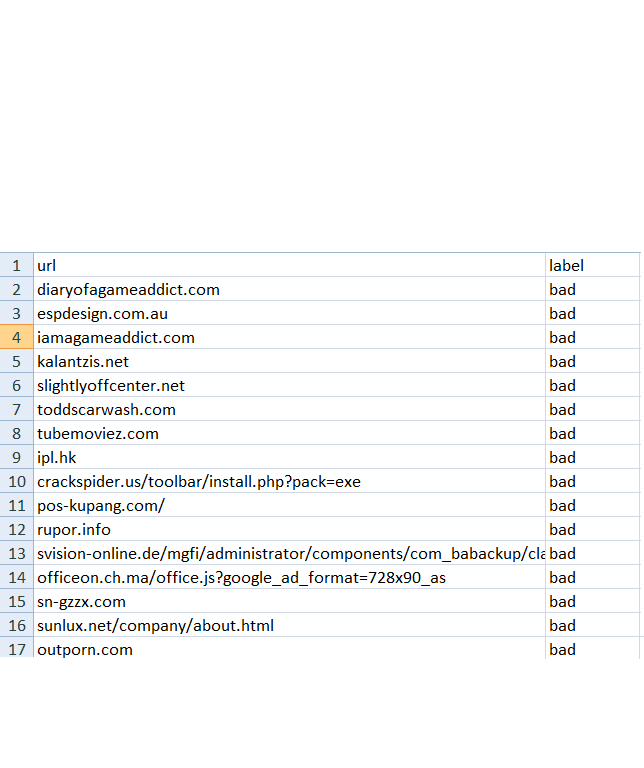 1 url label
2 diaryofagameaddict.com bad
3 espdesign.com.au bad
4 iamagameaddict.com bad
5 kalantzis.net bad
6 slightlyoffcenter.net bad
7 toddscarwash.com bad
8 tubemoviez.com bad
9 ipl.hk bad
10 crackspider.us/toolbar/install.php?pack=exe bad
11 pos-kupang.com/ bad
12 rupor.info bad
13 svision-online.de/mgfi/administrator/components/com_babackup/cla bad
14 officeon.ch.ma/office.js?google_ad_format=728x90_as bad
15 sn-gzzx.com bad
16 sunlux.net/company/about.html bad
17 outporn.com bad